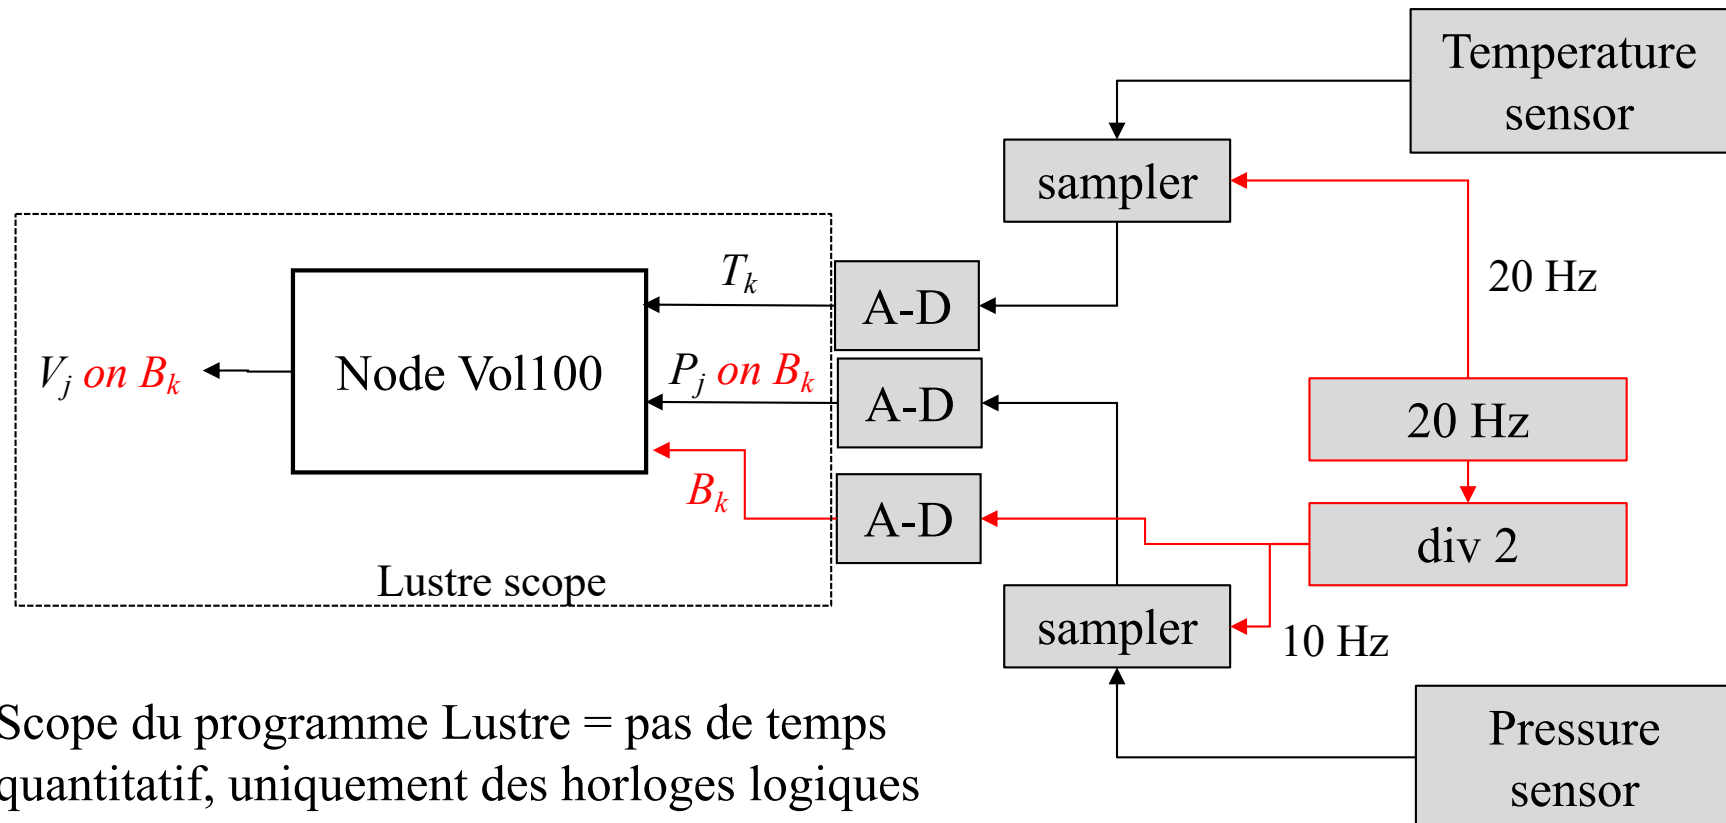 Temperature
sensor
sampler
20 Hz
T_k
A-D
V_j on B_k
Node Vol100
P_j on B_k
A-D
20 Hz
B_k
A-D
div 2
Lustre scope
sampler
10 Hz
Scope du programme Lustre = pas de temps
quantitatif, uniquement des horloges logiques
Pressure
sensor